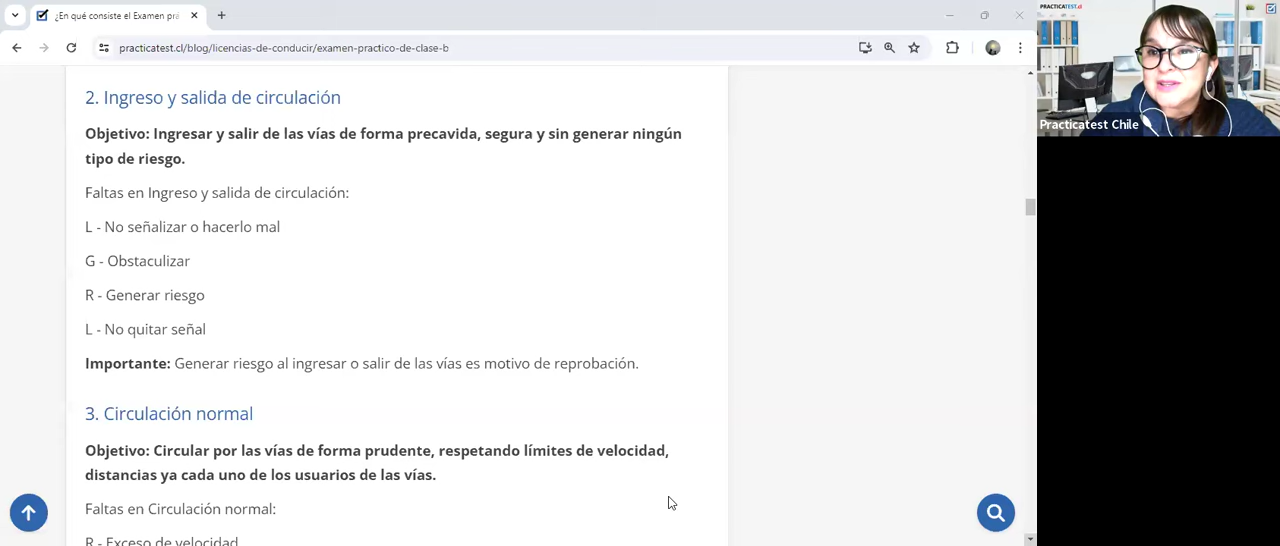 ¿En qué consiste el Examen prá
practicatest.cl/blog/licencias-de-conducir/examen-practico-de-clase-b
PRACTICATEST.cl
Practicatest Chile
2. Ingreso y salida de circulación
Objetivo: Ingresar y salir de las vías de forma precavida, segura y sin generar ningún
tipo de riesgo.
Faltas en Ingreso y salida de circulación:
L - No señalizar o hacerlo mal
G - Obstaculizar
R - Generar riesgo
L - No quitar señal
Importante: Generar riesgo al ingresar o salir de las vías es motivo de reprobación.
3. Circulación normal
Objetivo: Circular por las vías de forma prudente, respetando límites de velocidad,
distancias ya cada uno de los usuarios de las vías.
Faltas en Circulación normal:
R - Exceso de velocidad